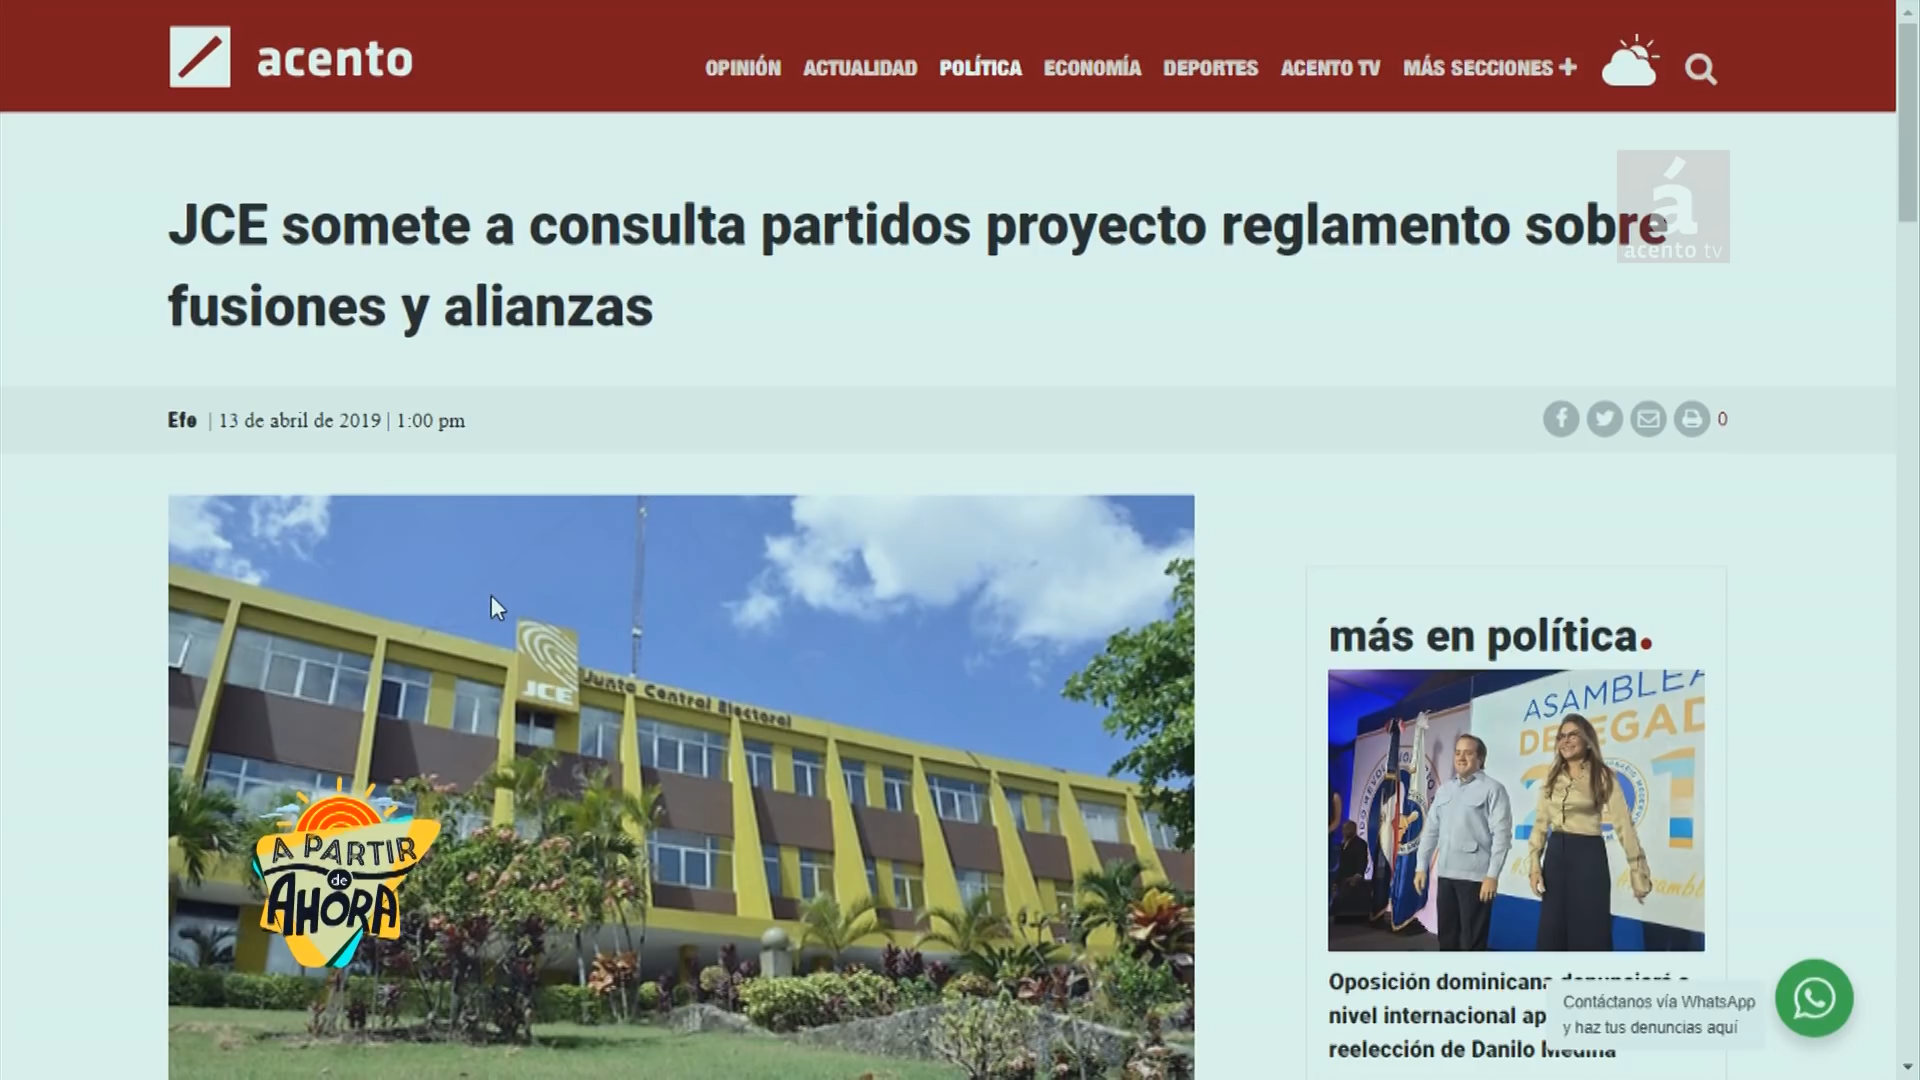 acento
OPINIÓN ACTUALIDAD POLÍTICA ECONOMÍA DEPORTES ACENTO TV MÁS SECCIONES +
á
acento tv
JCE somete a consulta partidos proyecto reglamento sobre
fusiones y alianzas
Efe | 13 de abril de 2019 | 1:00 pm
0
JCE
Junta Central Electoral
A PARTIR
de
AHORA
más en política.
ASAMBLEA
Oposición dominicana
nivel internacional
reelección de Danilo Medina
Contáctanos vía WhatsApp
y haz tus denuncias aquí